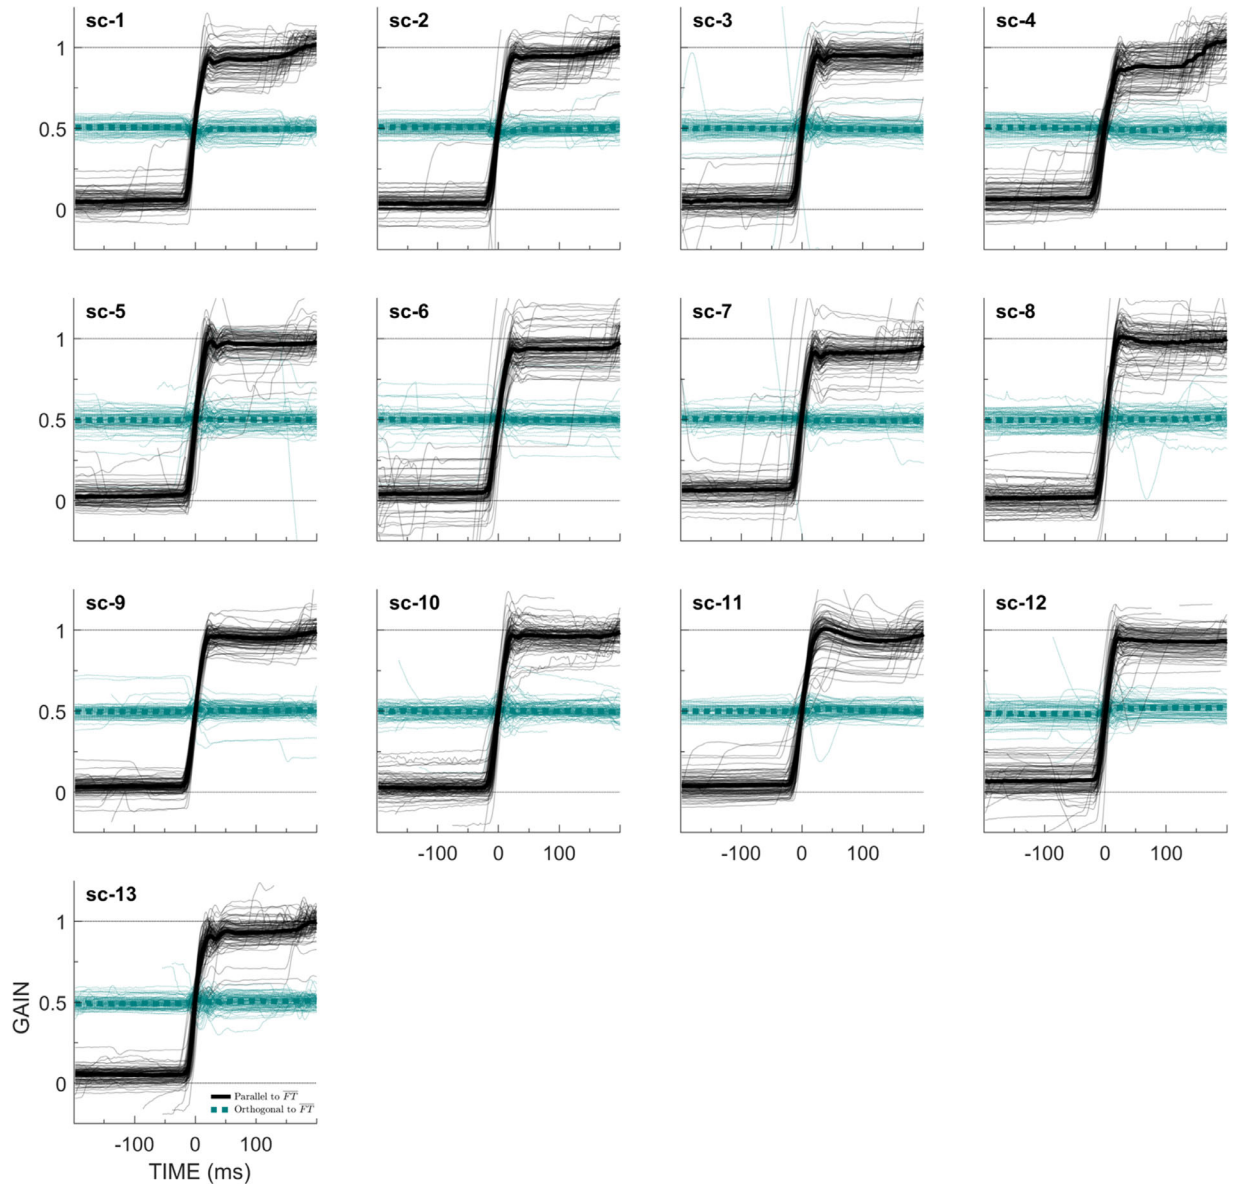 sc-1
sc-2
sc-3
sc-4
1
0.5
0
sc-5
sc-6
sc-7
sc-8
1
0.5
0
sc-9
sc-10
sc-11
sc-12
1
0.5
0
-100 0 100
-100 0 100
-100 0 100
sc-13
1
0.5
0
GAIN
Parallel to FT
Orthogonal to FT
-100 0 100
TIME (ms)